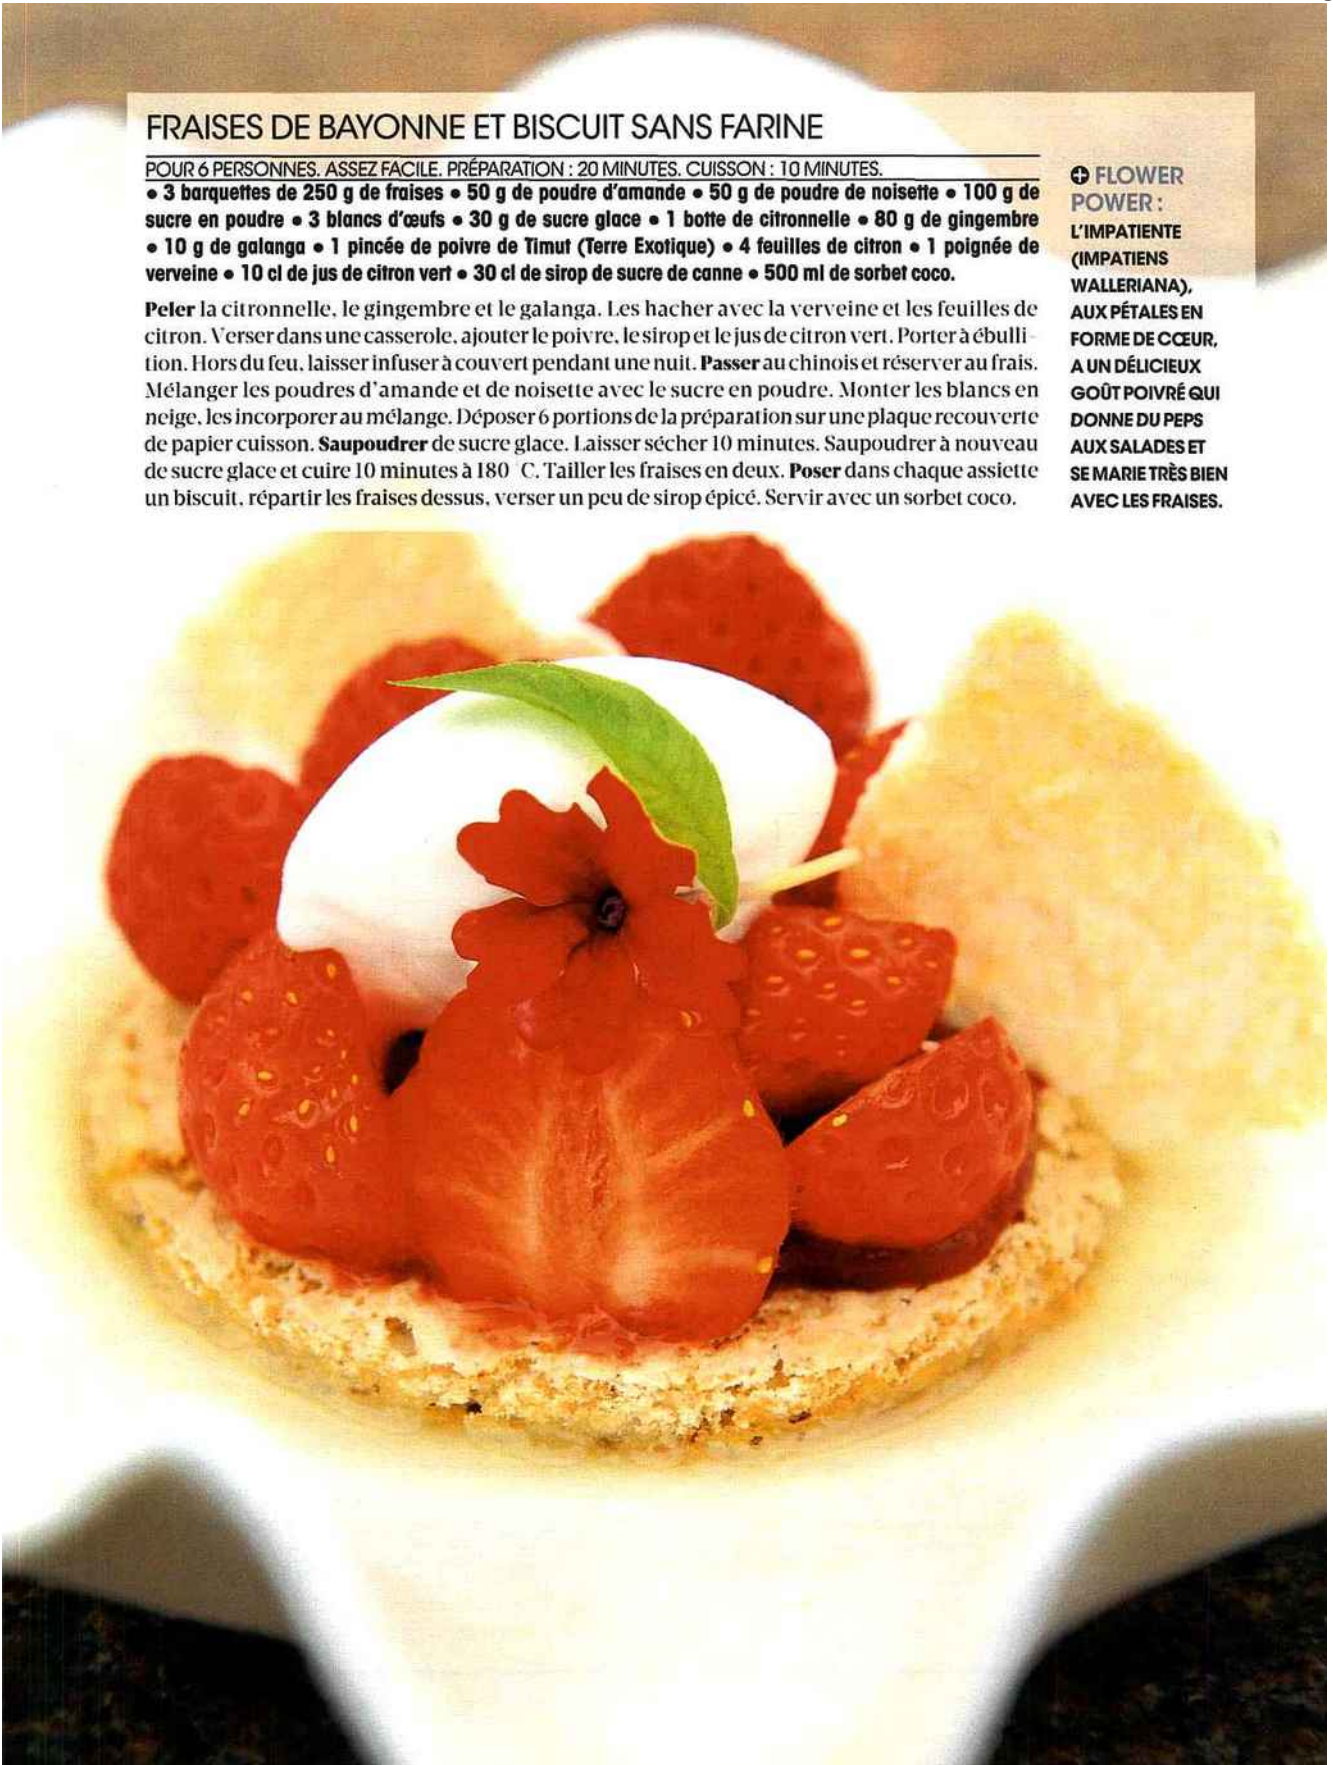 FRAISES DE BAYONNE ET BISCUIT SANS FARINE
POUR 6 PERSONNES. ASSEZ FACILE. PRÉPARATION : 20 MINUTES. CUISSON : 10 MINUTES.
• 3 barquettes de 250 g de fraises • 50 g de poudre d'amande • 50 g de poudre de noisette • 100 g de
sucre en poudre • 3 blancs d'œufs • 30 g de sucre glace • 1 botte de citronnelle • 80 g de gingembre
• 10 g de galanga • 1 pincée de poivre de Timut (Terre Exotique) • 4 feuilles de citron • 1 poignée de
verveine • 10 cl de jus de citron vert • 30 cl de sirop de sucre de canne • 500 ml de sorbet coco.
Peler la citronnelle, le gingembre et le galanga. Les hacher avec la verveine et les feuilles de
citron. Verser dans une casserole, ajouter le poivre, le sirop et le jus de citron vert. Porter à ébulli-
tion. Hors du feu, laisser infuser à couvert pendant une nuit. Passer au chinois et réserver au frais.
Mélanger les poudres d'amande et de noisette avec le sucre en poudre. Monter les blancs en
neige, les incorporer au mélange. Déposer 6 portions de la préparation sur une plaque recouverte
de papier cuisson. Saupoudrer de sucre glace. Laisser sécher 10 minutes. Saupoudrer à nouveau
de sucre glace et cuire 10 minutes à 180 °C. Tailler les fraises en deux. Poser dans chaque assiette
un biscuit, répartir les fraises dessus, verser un peu de sirop épicé. Servir avec un sorbet coco.
+ FLOWER
POWER :
L'IMPATIENTE
(IMPATIENS
WALLERIANA),
AUX PÉTALES EN
FORME DE CŒUR,
A UN DÉLICIEUX
GOÛT POIVRÉ QUI
DONNE DU PEPS
AUX SALADES ET
SE MARIE TRÈS BIEN
AVEC LES FRAISES.